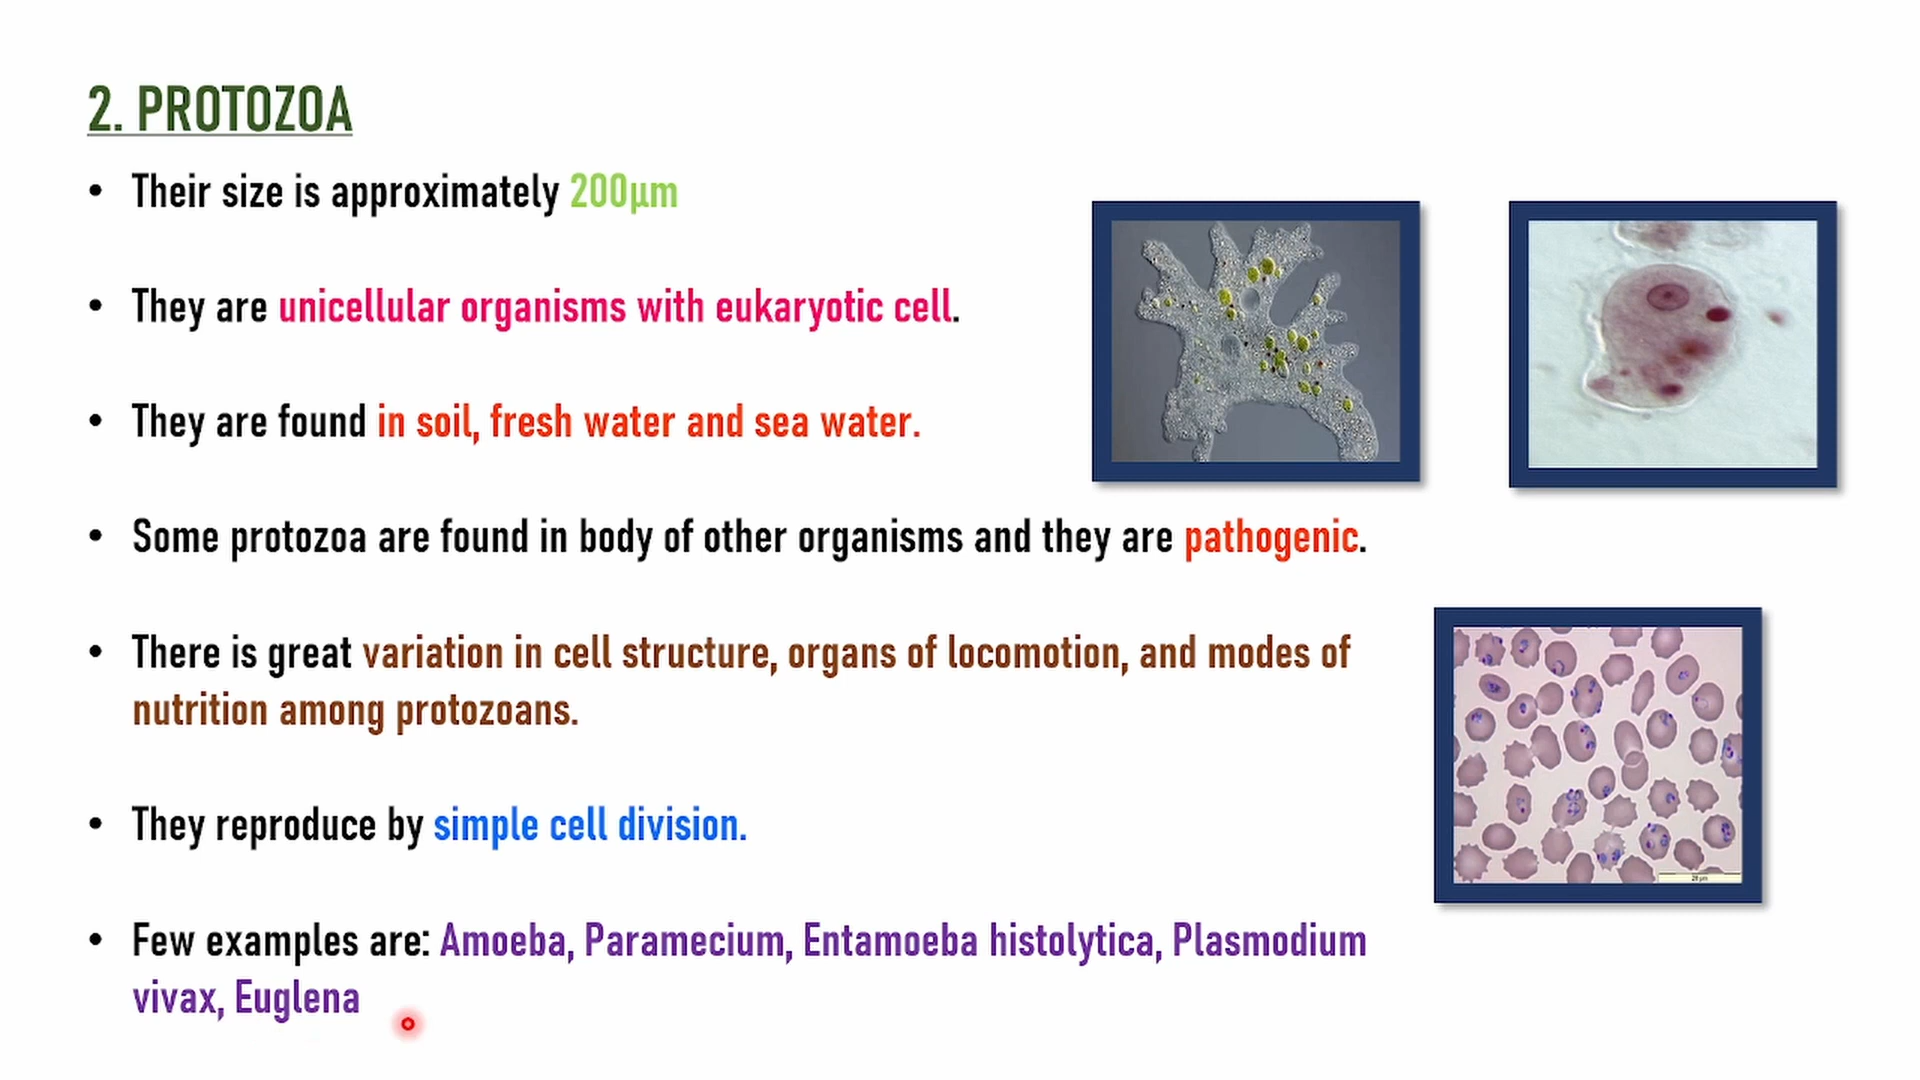 2. PROTOZOA
• Their size is approximately 200µm
• They are unicellular organisms with eukaryotic cell.
• They are found in soil, fresh water and sea water.
• Some protozoa are found in body of other organisms and they are pathogenic.
• There is great variation in cell structure, organs of locomotion, and modes of
nutrition among protozoans.
• They reproduce by simple cell division.
• Few examples are: Amoeba, Paramecium, Entamoeba histolytica, Plasmodium
vivax, Euglena